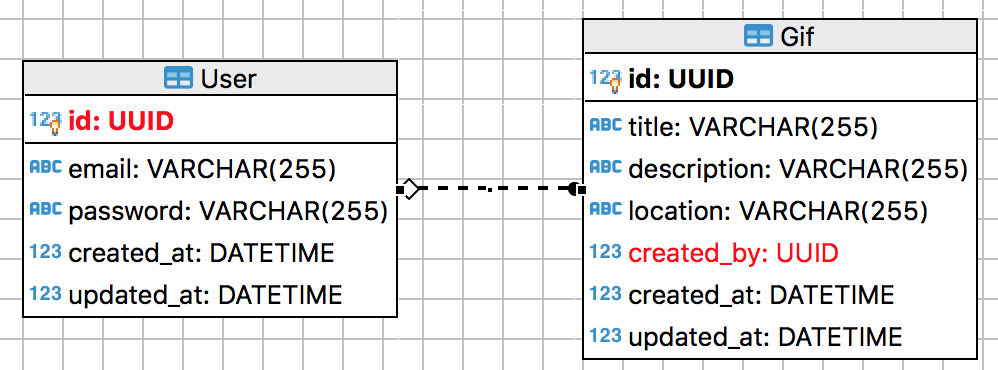 User
123 id: UUID
ABC email: VARCHAR(255)
ABC password: VARCHAR(255)
123 created_at: DATETIME
123 updated_at: DATETIME
Gif
123 id: UUID
ABC title: VARCHAR(255)
ABC description: VARCHAR(255)
ABC location: VARCHAR(255)
123 created_by: UUID
123 created_at: DATETIME
123 updated_at: DATETIME